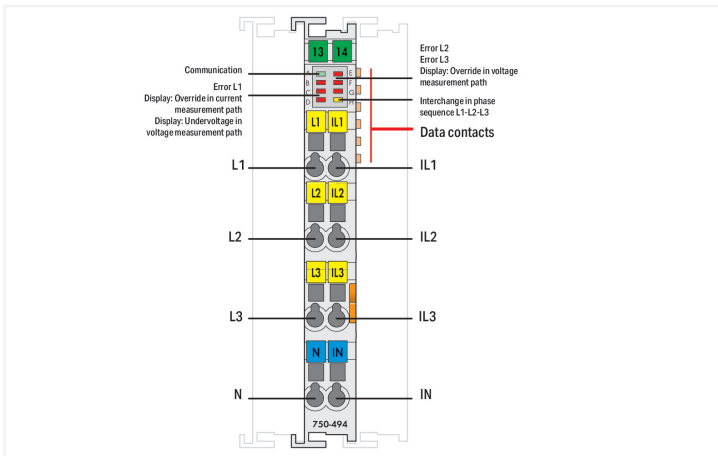 13 14
Communication
Error L1
Display: Override in current
measurement path
Display: Undervoltage in
voltage measurement path
Error L2
Error L3
Display: Override in voltage
measurement path
Interchange in phase
sequence L1-L2-L3
Data contacts
A E
B F
C G
D H
L1 IL1
L1 IL1
L2 IL2
L2 IL2
L3 IL3
L3 IL3
N IN
N IN
750-494